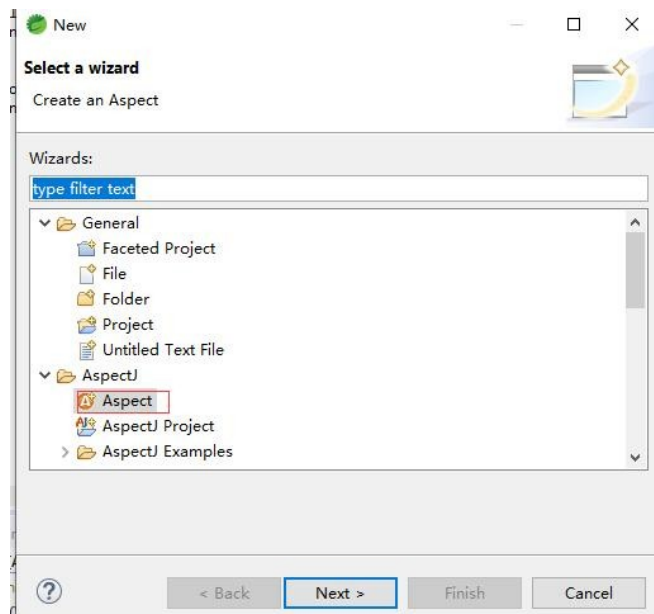 New
Select a wizard
Create an Aspect
Wizards:
type filter text
General
Faceted Project
File
Folder
Project
Untitled Text File
AspectJ
Aspect
AspectJ Project
AspectJ Examples
< Back Next > Finish Cancel